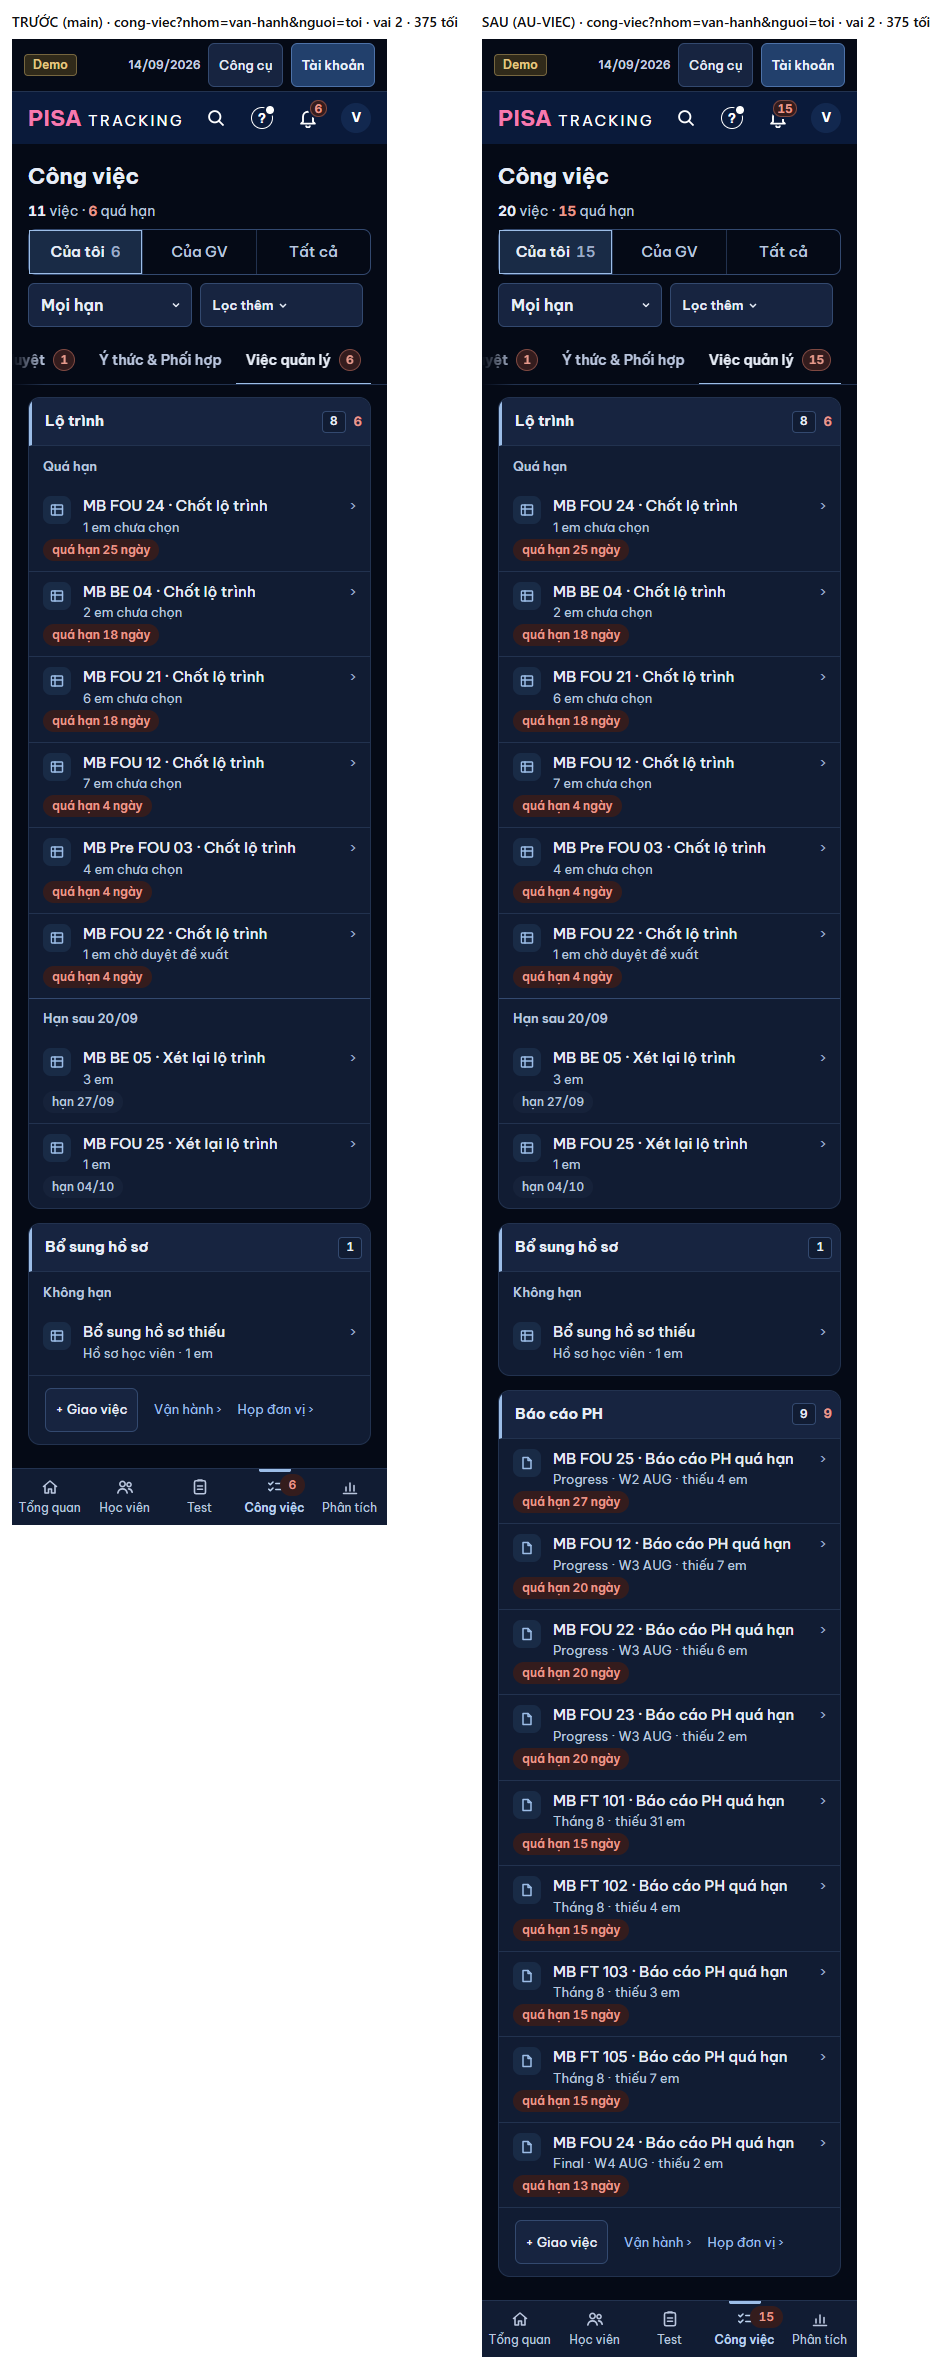 TRƯỚC (main) · cong-viec?nhom=van-hanh&nguoi=toi · vai 2 · 375 tối
Demo
14/09/2026
Công cụ
Tài khoản
PISA TRACKING
?
6
V
Công việc
11 việc · 6 quá hạn
Của tôi 6
Của GV
Tất cả
Mọi hạn
Lọc thêm
uyệt 1
Ý thức & Phối hợp
Việc quản lý 6
Lộ trình
8 6
Quá hạn
MB FOU 24 · Chốt lộ trình
1 em chưa chọn
quá hạn 25 ngày
MB BE 04 · Chốt lộ trình
2 em chưa chọn
quá hạn 18 ngày
MB FOU 21 · Chốt lộ trình
6 em chưa chọn
quá hạn 18 ngày
MB FOU 12 · Chốt lộ trình
7 em chưa chọn
quá hạn 4 ngày
MB Pre FOU 03 · Chốt lộ trình
4 em chưa chọn
quá hạn 4 ngày
MB FOU 22 · Chốt lộ trình
1 em chờ duyệt đề xuất
quá hạn 4 ngày
Hạn sau 20/09
MB BE 05 · Xét lại lộ trình
3 em
hạn 27/09
MB FOU 25 · Xét lại lộ trình
1 em
hạn 04/10
Bổ sung hồ sơ
1
Không hạn
Bổ sung hồ sơ thiếu
Hồ sơ học viên · 1 em
+ Giao việc
Vận hành ›
Họp đơn vị ›
6
Tổng quan
Học viên
Test
Công việc
Phân tích
SAU (AU-VIEC) · cong-viec?nhom=van-hanh&nguoi=toi · vai 2 · 375 tối
Demo
14/09/2026
Công cụ
Tài khoản
PISA TRACKING
?
15
V
Công việc
20 việc · 15 quá hạn
Của tôi 15
Của GV
Tất cả
Mọi hạn
Lọc thêm
yệt 1
Ý thức & Phối hợp
Việc quản lý 15
Lộ trình
8 6
Quá hạn
MB FOU 24 · Chốt lộ trình
1 em chưa chọn
quá hạn 25 ngày
MB BE 04 · Chốt lộ trình
2 em chưa chọn
quá hạn 18 ngày
MB FOU 21 · Chốt lộ trình
6 em chưa chọn
quá hạn 18 ngày
MB FOU 12 · Chốt lộ trình
7 em chưa chọn
quá hạn 4 ngày
MB Pre FOU 03 · Chốt lộ trình
4 em chưa chọn
quá hạn 4 ngày
MB FOU 22 · Chốt lộ trình
1 em chờ duyệt đề xuất
quá hạn 4 ngày
Hạn sau 20/09
MB BE 05 · Xét lại lộ trình
3 em
hạn 27/09
MB FOU 25 · Xét lại lộ trình
1 em
hạn 04/10
Bổ sung hồ sơ
1
Không hạn
Bổ sung hồ sơ thiếu
Hồ sơ học viên · 1 em
Báo cáo PH
9 9
MB FOU 25 · Báo cáo PH quá hạn
Progress · W2 AUG · thiếu 4 em
quá hạn 27 ngày
MB FOU 12 · Báo cáo PH quá hạn
Progress · W3 AUG · thiếu 7 em
quá hạn 20 ngày
MB FOU 22 · Báo cáo PH quá hạn
Progress · W3 AUG · thiếu 6 em
quá hạn 20 ngày
MB FOU 23 · Báo cáo PH quá hạn
Progress · W3 AUG · thiếu 2 em
quá hạn 20 ngày
MB FT 101 · Báo cáo PH quá hạn
Tháng 8 · thiếu 31 em
quá hạn 15 ngày
MB FT 102 · Báo cáo PH quá hạn
Tháng 8 · thiếu 4 em
quá hạn 15 ngày
MB FT 103 · Báo cáo PH quá hạn
Tháng 8 · thiếu 3 em
quá hạn 15 ngày
MB FT 105 · Báo cáo PH quá hạn
Tháng 8 · thiếu 7 em
quá hạn 15 ngày
MB FOU 24 · Báo cáo PH quá hạn
Final · W4 AUG · thiếu 2 em
quá hạn 13 ngày
+ Giao việc
Vận hành ›
Họp đơn vị ›
15
Tổng quan
Học viên
Test
Công việc
Phân tích